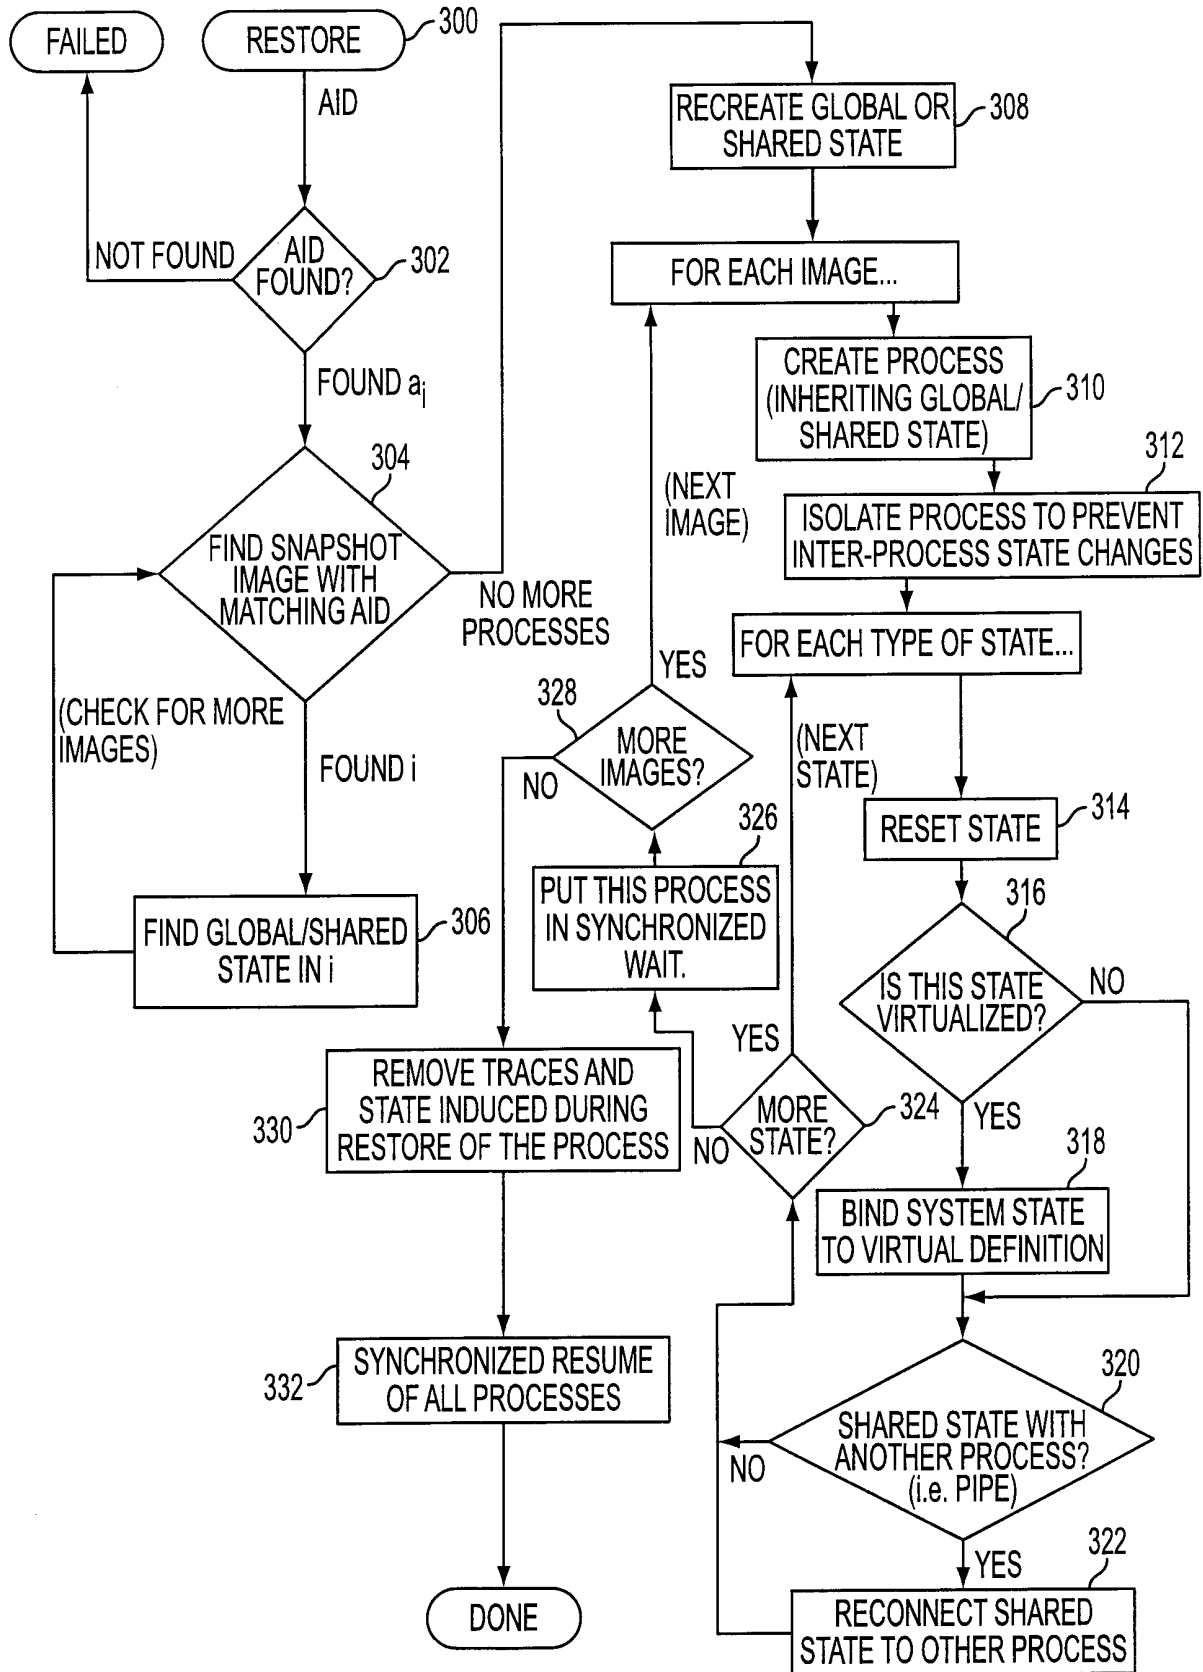 FAILED
RESTORE
300
AID
NOT FOUND
AID
FOUND?
302
FOUND ai
304
FIND SNAPSHOT
IMAGE WITH
MATCHING AID
NO MORE
PROCESSES
(CHECK FOR MORE
IMAGES)
FOUND i
FIND GLOBAL/SHARED
STATE IN i
306
RECREATE GLOBAL OR
SHARED STATE
308
FOR EACH IMAGE...
CREATE PROCESS
(INHERITING GLOBAL/
SHARED STATE)
310
312
ISOLATE PROCESS TO PREVENT
INTER-PROCESS STATE CHANGES
(NEXT
IMAGE)
FOR EACH TYPE OF STATE...
YES
328
MORE
IMAGES?
NO
(NEXT
STATE)
RESET STATE
314
326
PUT THIS PROCESS
IN SYNCHRONIZED
WAIT.
316
IS THIS STATE
VIRTUALIZED?
NO
YES
YES
MORE
STATE?
324
NO
318
BIND SYSTEM STATE
TO VIRTUAL DEFINITION
330
REMOVE TRACES AND
STATE INDUCED DURING
RESTORE OF THE PROCESS
320
SHARED STATE WITH
ANOTHER PROCESS?
(i.e. PIPE)
NO
YES
332
SYNCHRONIZED RESUME
OF ALL PROCESSES
322
RECONNECT SHARED
STATE TO OTHER PROCESS
DONE